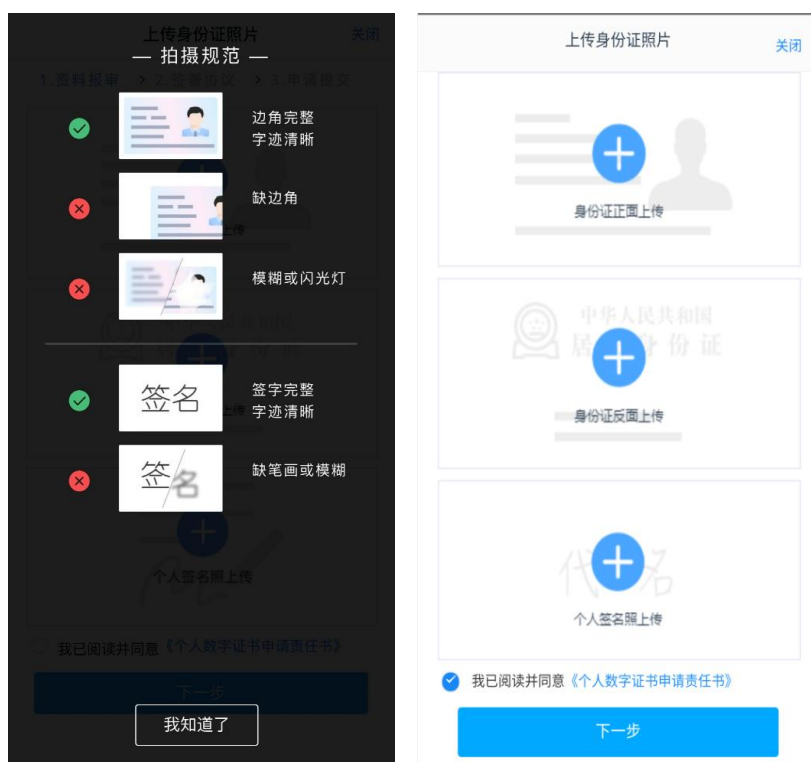 上传身份证照片
关闭
— 拍摄规范 —
1.资料报审 > 2.签署协议 > 3.申请提交
边角完整
字迹清晰
缺边角
上传
模糊或闪光灯
签名
签字完整
字迹清晰
上传
签名
缺笔画或模糊
个人签名照上传
我已阅读并同意《个人数字证书申请责任书》
下一步
我知道了
上传身份证照片
关闭
身份证正面上传
中华人民共和国
居民身份证
身份证反面上传
个人签名照上传
我已阅读并同意《个人数字证书申请责任书》
下一步